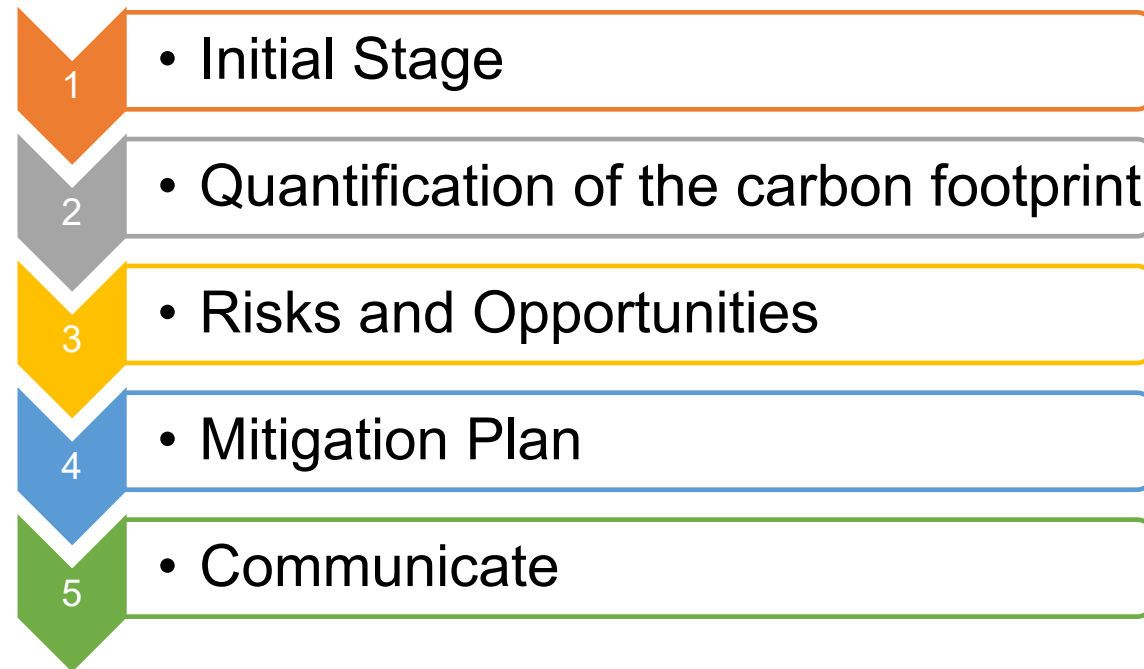 1
• Initial Stage
2
• Quantification of the carbon footprint
3
• Risks and Opportunities
4
• Mitigation Plan
5
• Communicate